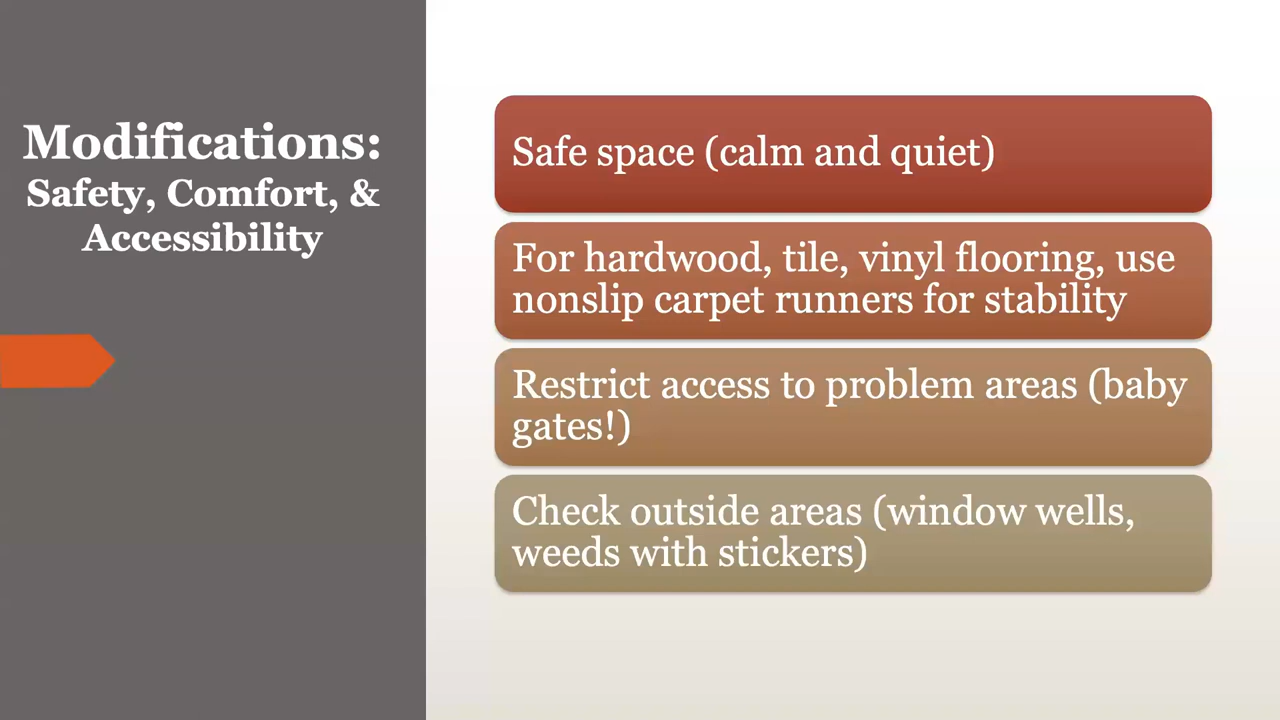 Modifications:
Safety, Comfort, &
Accessibility
Safe space (calm and quiet)
For hardwood, tile, vinyl flooring, use
nonslip carpet runners for stability
Restrict access to problem areas (baby
gates!)
Check outside areas (window wells,
weeds with stickers)